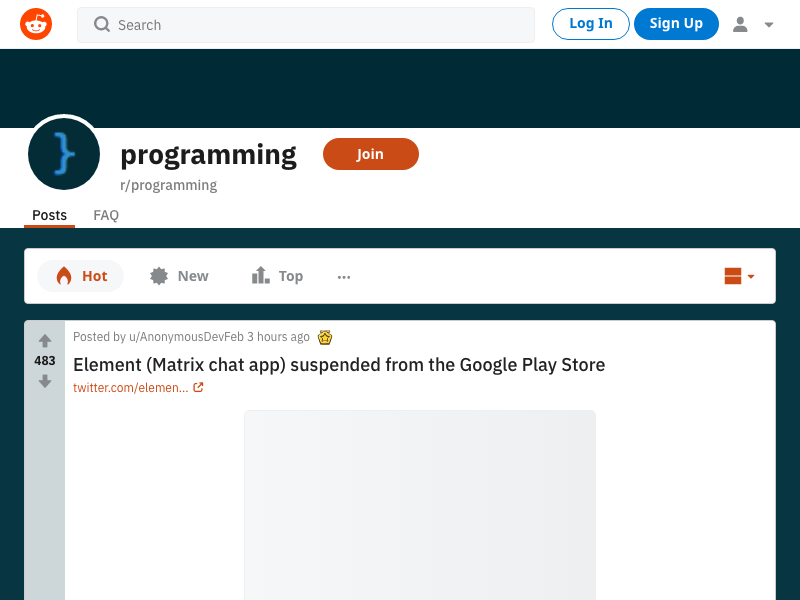 Search
Log In
Sign Up
}
programming
Join
r/programming
Posts
FAQ
Hot
New
Top
...
483
Posted by u/AnonymousDevFeb 3 hours ago
Element (Matrix chat app) suspended from the Google Play Store
twitter.com/elemen...